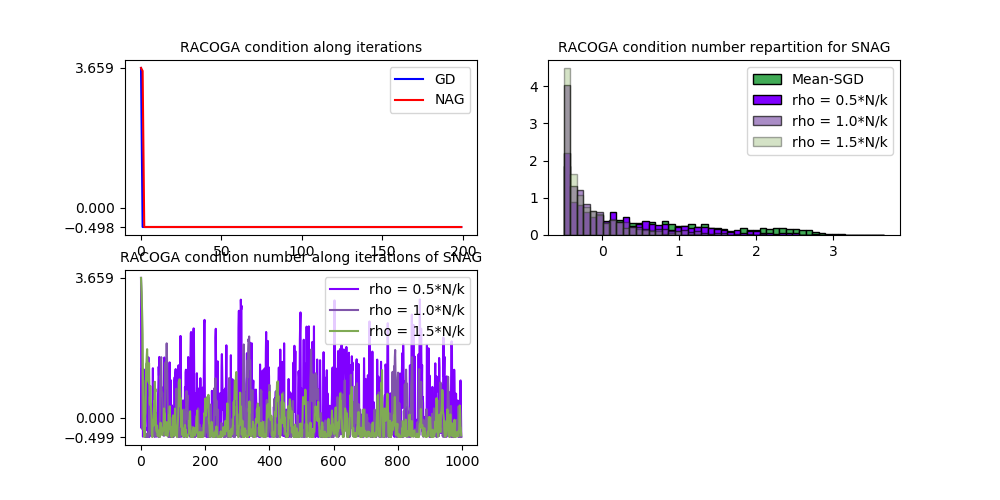 RACOGA condition along iterations
3.659
0.000
−0.498
0
50
100
150
200
GD
NAG
RACOGA condition number repartition for SNAG
4
3
2
1
0
0
1
2
3
Mean-SGD
rho = 0.5*N/k
rho = 1.0*N/k
rho = 1.5*N/k
RACOGA condition number along iterations of SNAG
3.659
0.000
−0.499
0
200
400
600
800
1000
rho = 0.5*N/k
rho = 1.0*N/k
rho = 1.5*N/k